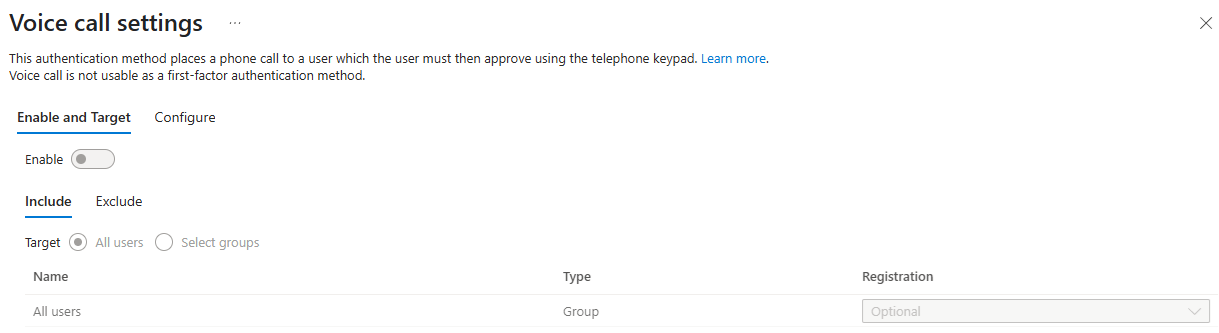 Voice call settings ...
This authentication method places a phone call to a user which the user must then approve using the telephone keypad. Learn more.
Voice call is not usable as a first-factor authentication method.
Enable and Target Configure
Enable
Include Exclude
Target All users Select groups
Name Type Registration
All users Group Optional